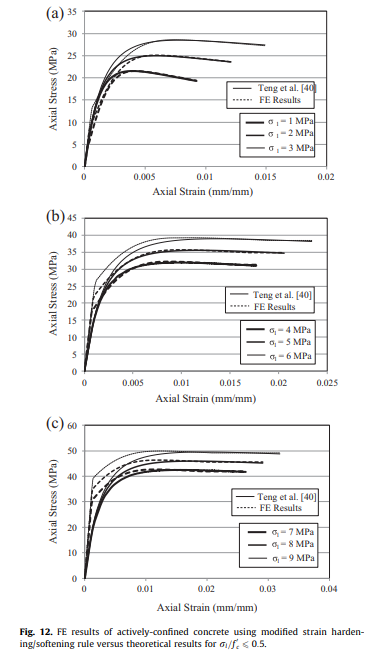 (a)
35
30
25
20
15
10
5
0
Axial Stress (MPa)
Teng et al. [40]
FE Results
σ ₁ = 1 MPa
σ ₁ = 2 MPa
σ ₁ = 3 MPa
0 0.005 0.01 0.015 0.02
Axial Strain (mm/mm)
(b)
45
40
35
30
25
20
15
10
5
0
Axial Stress (MPa)
Teng et al. [40]
FE Results
σₗ = 4 MPa
σₗ = 5 MPa
σₗ = 6 MPa
0 0.005 0.01 0.015 0.02 0.025
Axial Strain (mm/mm)
(c)
60
50
40
30
20
10
0
Axial Stress (MPa)
Teng et al. [40]
FE Results
σₗ = 7 MPa
σₗ = 8 MPa
σₗ = 9 MPa
0 0.01 0.02 0.03 0.04
Axial Strain (mm/mm)
Fig. 12. FE results of actively-confined concrete using modified strain harden-
ing/softening rule versus theoretical results for σₗ/f′c ⩽ 0.5.